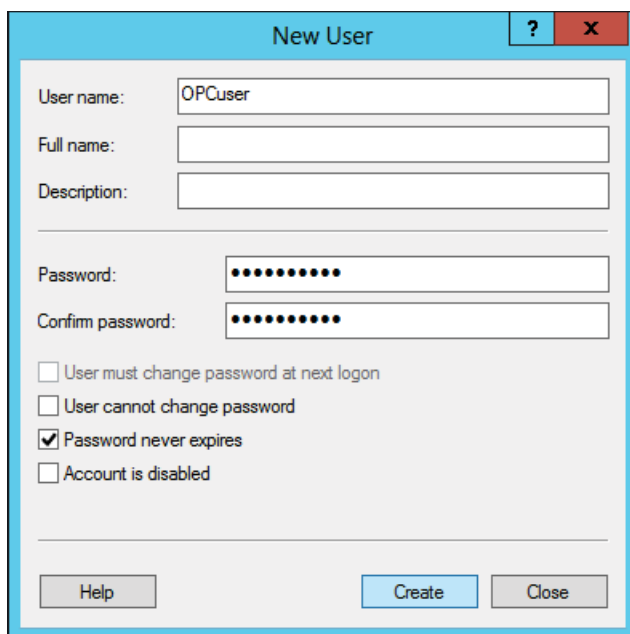 New User
?
x
User name:
OPCuser
Full name:
Description:
Password:
●●●●●●●●●●
Confirm password:
●●●●●●●●●●
User must change password at next logon
User cannot change password
Password never expires
Account is disabled
Help
Create
Close